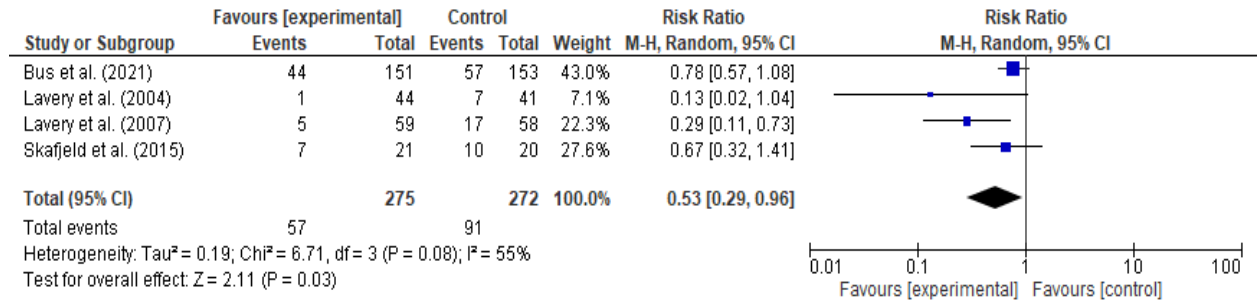 Favours [experimental] Control Risk Ratio Risk Ratio
Study or Subgroup Events Total Events Total Weight M-H, Random, 95% CI M-H, Random, 95% CI
Bus et al. (2021) 44 151 57 153 43.0% 0.78 [0.57, 1.08]
Lavery et al. (2004) 1 44 7 41 7.1% 0.13 [0.02, 1.04]
Lavery et al. (2007) 5 59 17 58 22.3% 0.29 [0.11, 0.73]
Skafjeld et al. (2015) 7 21 10 20 27.6% 0.67 [0.32, 1.41]
Total (95% CI) 275 272 100.0% 0.53 [0.29, 0.96]
Total events 57 91
Heterogeneity: Tau² = 0.19; Chi² = 6.71, df = 3 (P = 0.08); I² = 55%
Test for overall effect: Z = 2.11 (P = 0.03)
0.01 0.1 1 10 100
Favours [experimental] Favours [control]